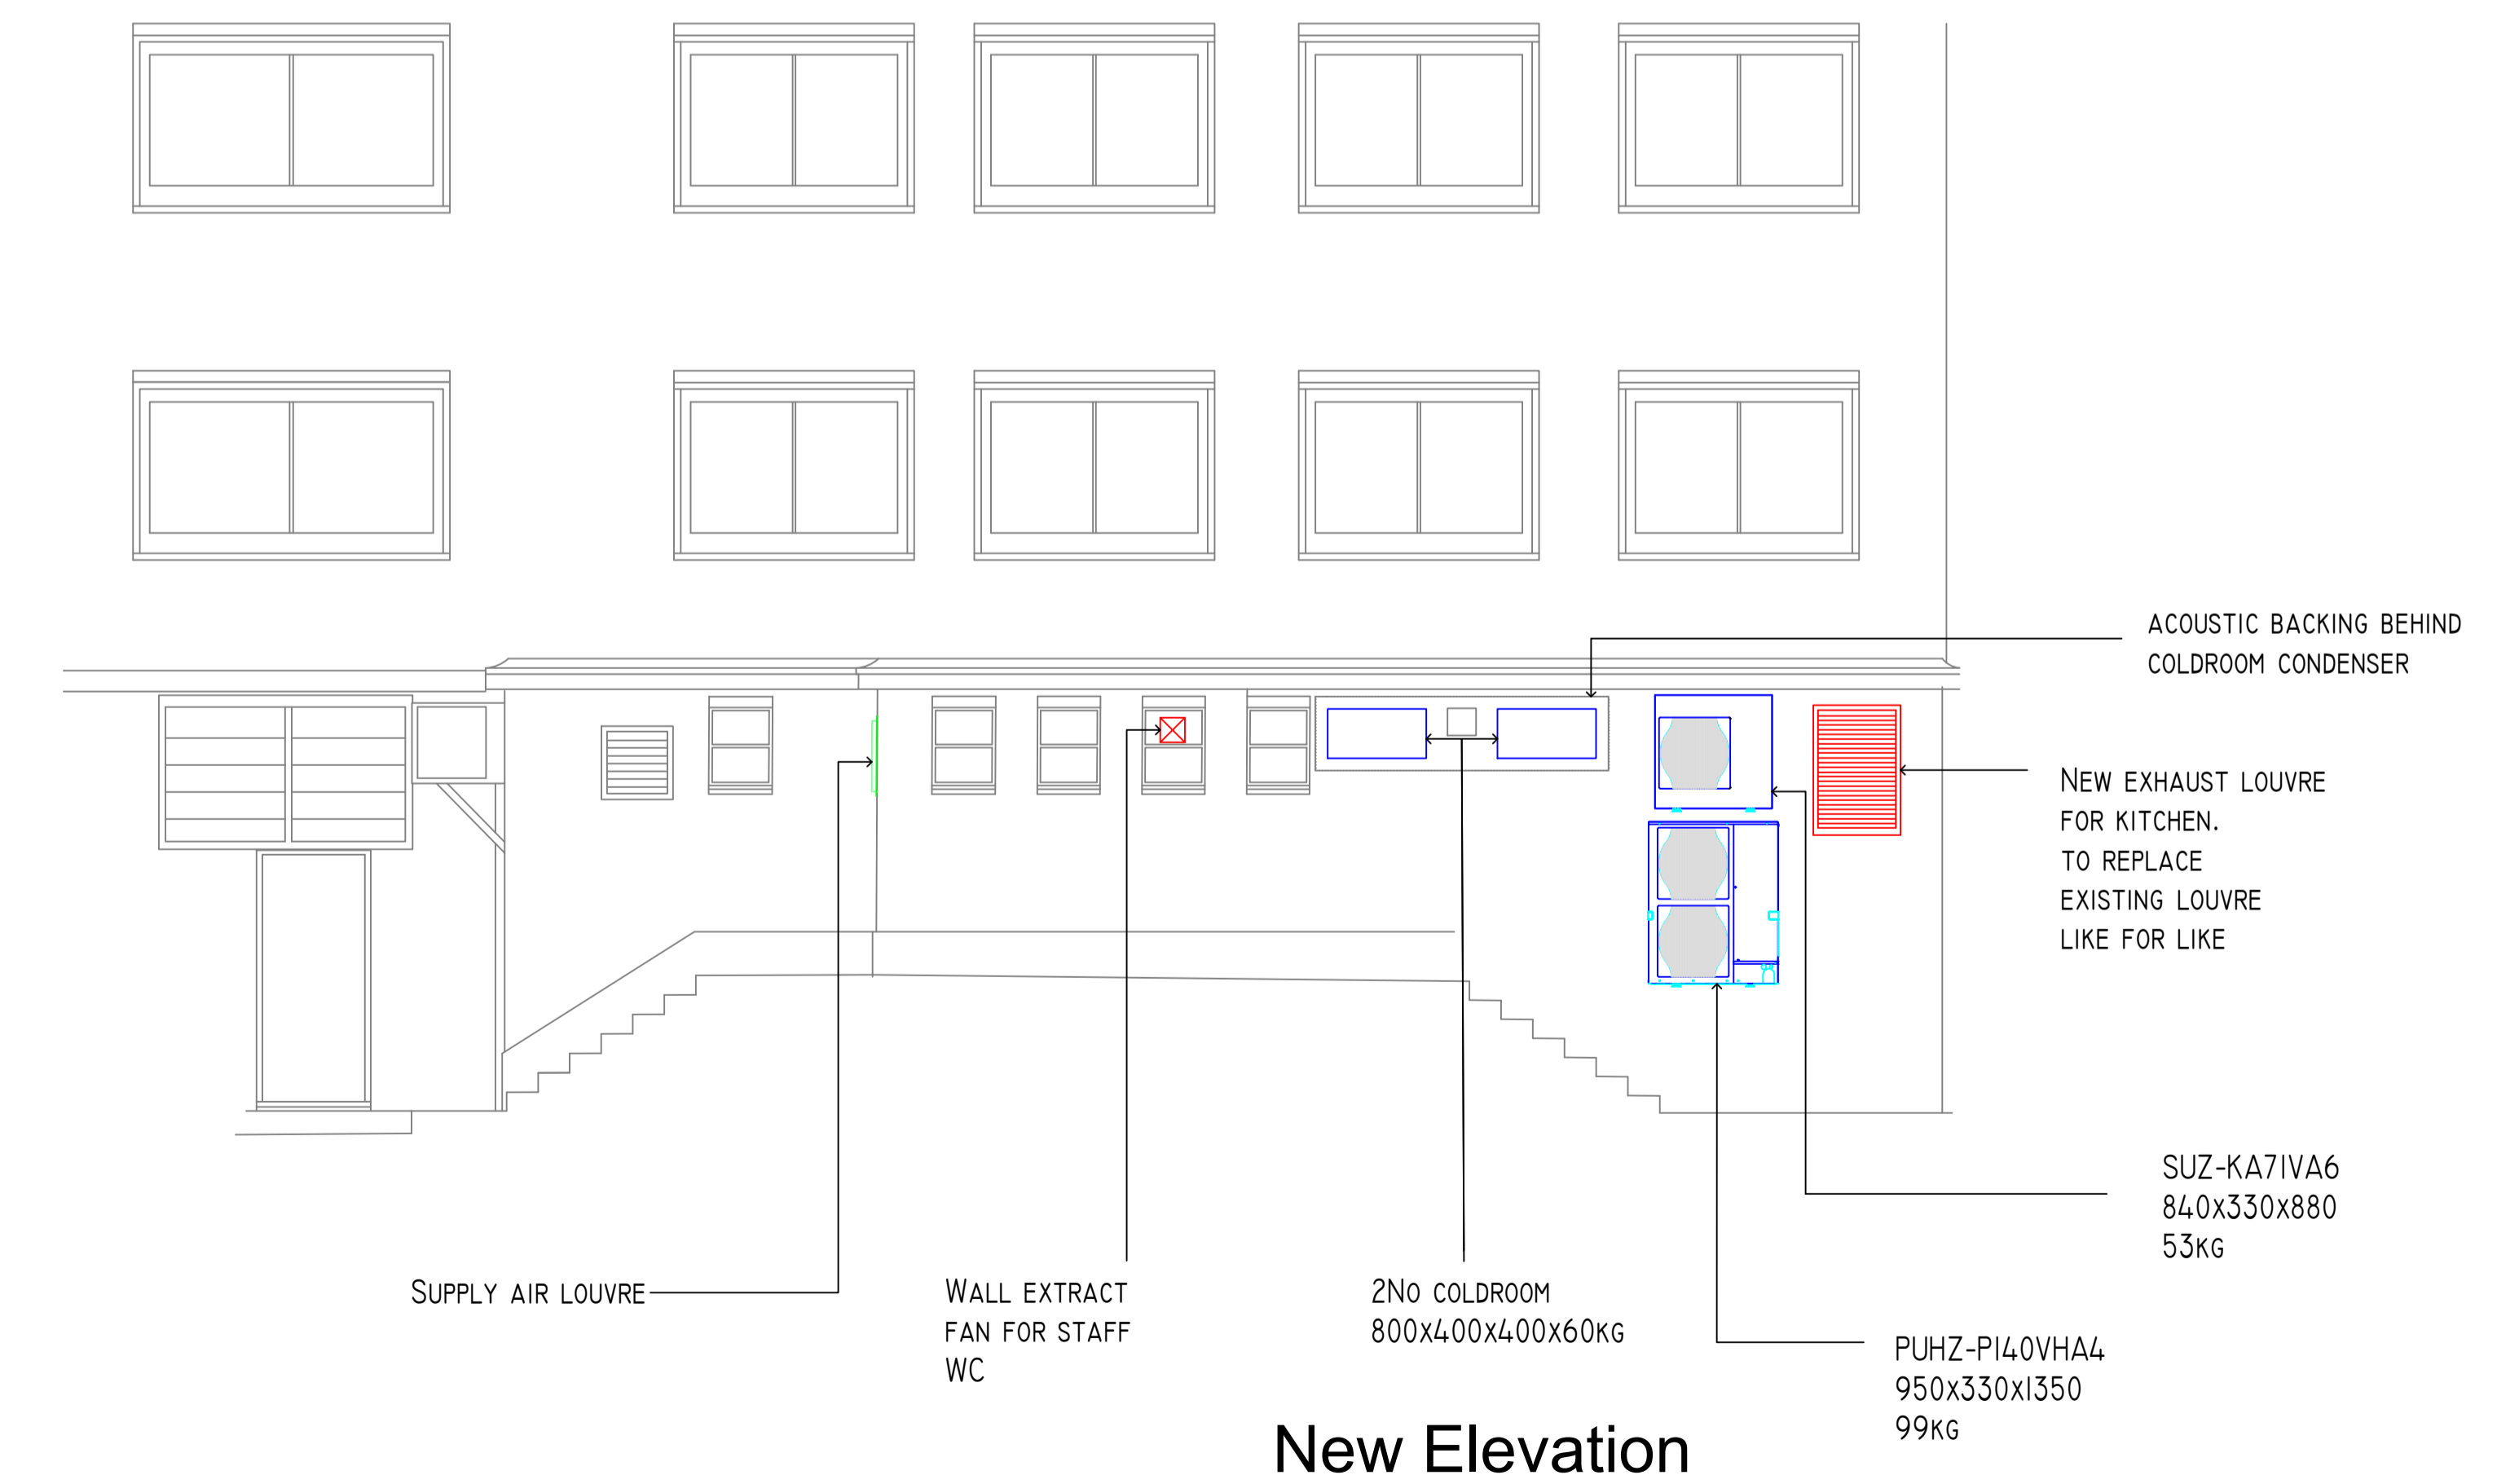 ACOUSTIC BACKING BEHIND
COLDROOM CONDENSER
NEW EXHAUST LOUVRE
FOR KITCHEN.
TO REPLACE
EXISTING LOUVRE
LIKE FOR LIKE
SUZ-KA71VA6
840X330X880
53KG
SUPPLY AIR LOUVRE
WALL EXTRACT
FAN FOR STAFF
WC
2NO COLDROOM
800X400X400X60KG
PUHZ-P140VHA4
950X330X1350
99KG
New Elevation